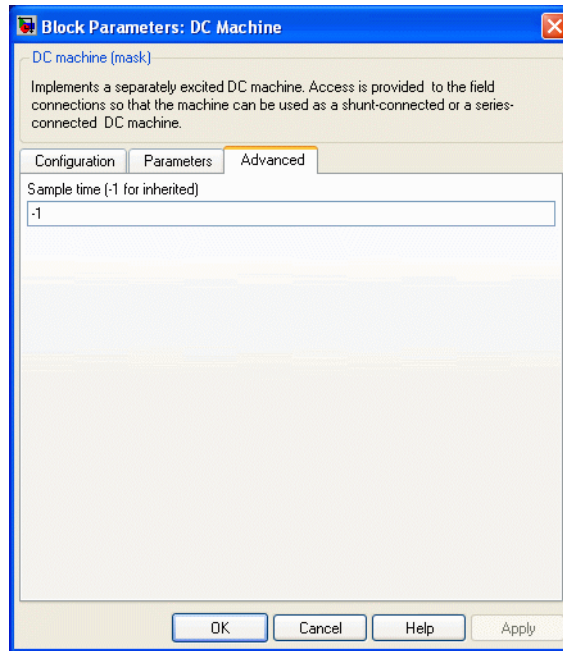 Block Parameters: DC Machine
DC machine (mask)
Implements a separately excited DC machine. Access is provided to the field
connections so that the machine can be used as a shunt-connected or a series-
connected DC machine.
Configuration Parameters Advanced
Sample time (-1 for inherited)
-1
OK Cancel Help Apply